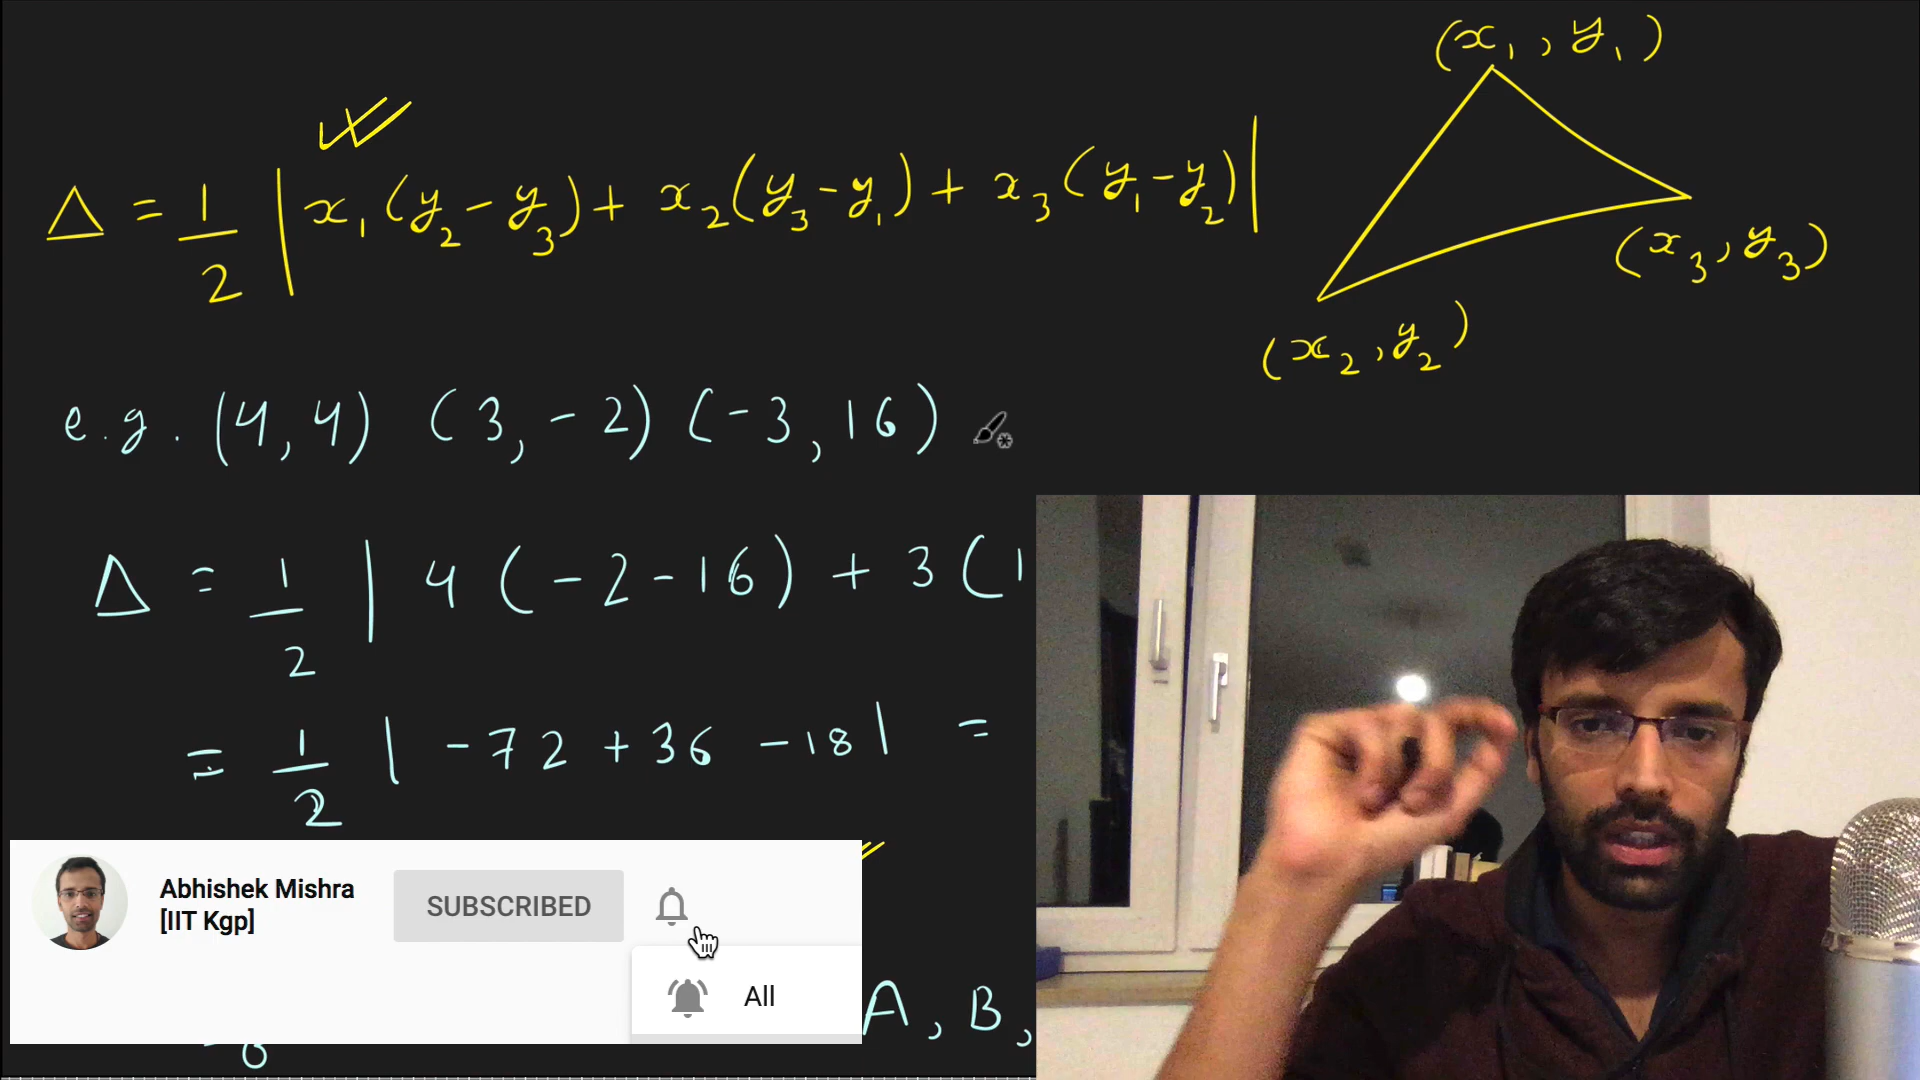 (x₁, y₁)
Δ = 1/2 | x₁(y₂ - y₃) + x₂(y₃ - y₁) + x₃(y₁ - y₂) |
(x₃, y₃)
(x₂, y₂)
e.g. (4, 4) (3, -2) (-3, 16)
Δ = 1/2 | 4 (-2 - 16) + 3 (1
= 1/2 | -72 + 36 - 18 | =
Abhishek Mishra
[IIT Kgp]
SUBSCRIBED
All
A, B,